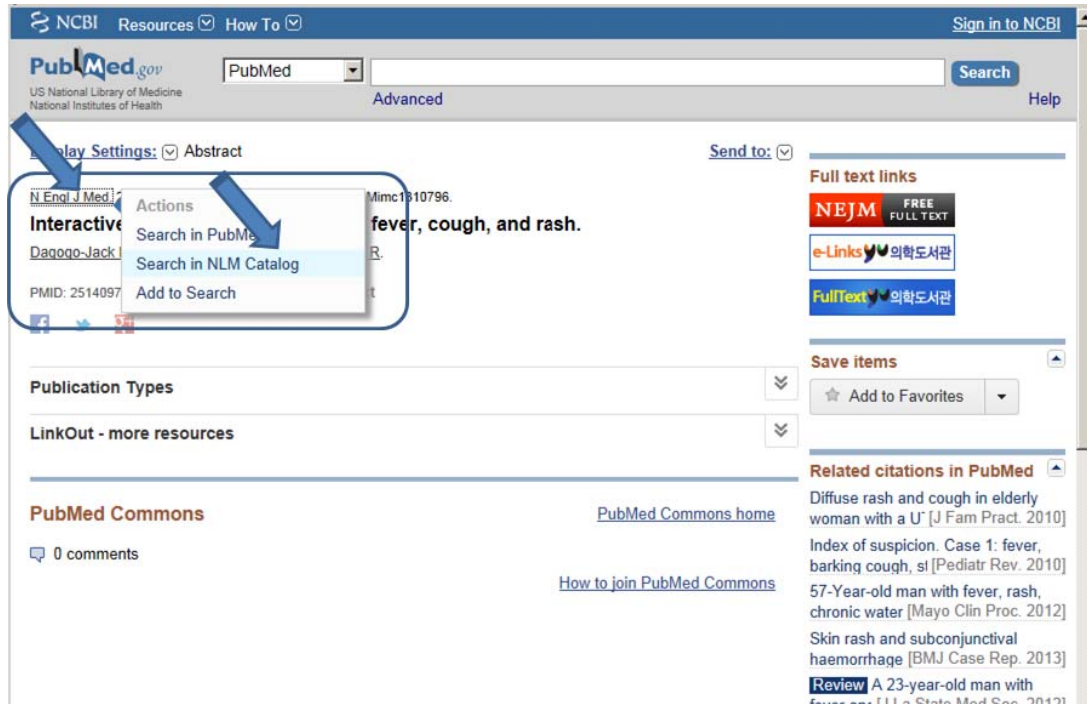 NCBI Resources How To Sign in to NCBI
PubMed.gov
US National Library of Medicine
National Institutes of Health
PubMed
Search
Advanced
Help
Display Settings: Abstract
Send to:
N Engl J Med.
Interactive fever, cough, and rash.
Dagogo-Jack R.
PMID: 2514097
Actions
Search in PubMed
Search in NLM Catalog
Add to Search
Publication Types
LinkOut - more resources
PubMed Commons
PubMed Commons home
0 comments
How to join PubMed Commons
Full text links
NEJM FREE FULL TEXT
e-Links 의학도서관
FullText 의학도서관
Save items
Add to Favorites
Related citations in PubMed
Diffuse rash and cough in elderly
woman with a [J Fam Pract. 2010]
Index of suspicion. Case 1: fever,
barking cough, [Pediatr Rev. 2010]
57-Year-old man with fever, rash,
chronic water [Mayo Clin Proc. 2012]
Skin rash and subconjunctival
haemorrhage [BMJ Case Rep. 2013]
Review A 23-year-old man with